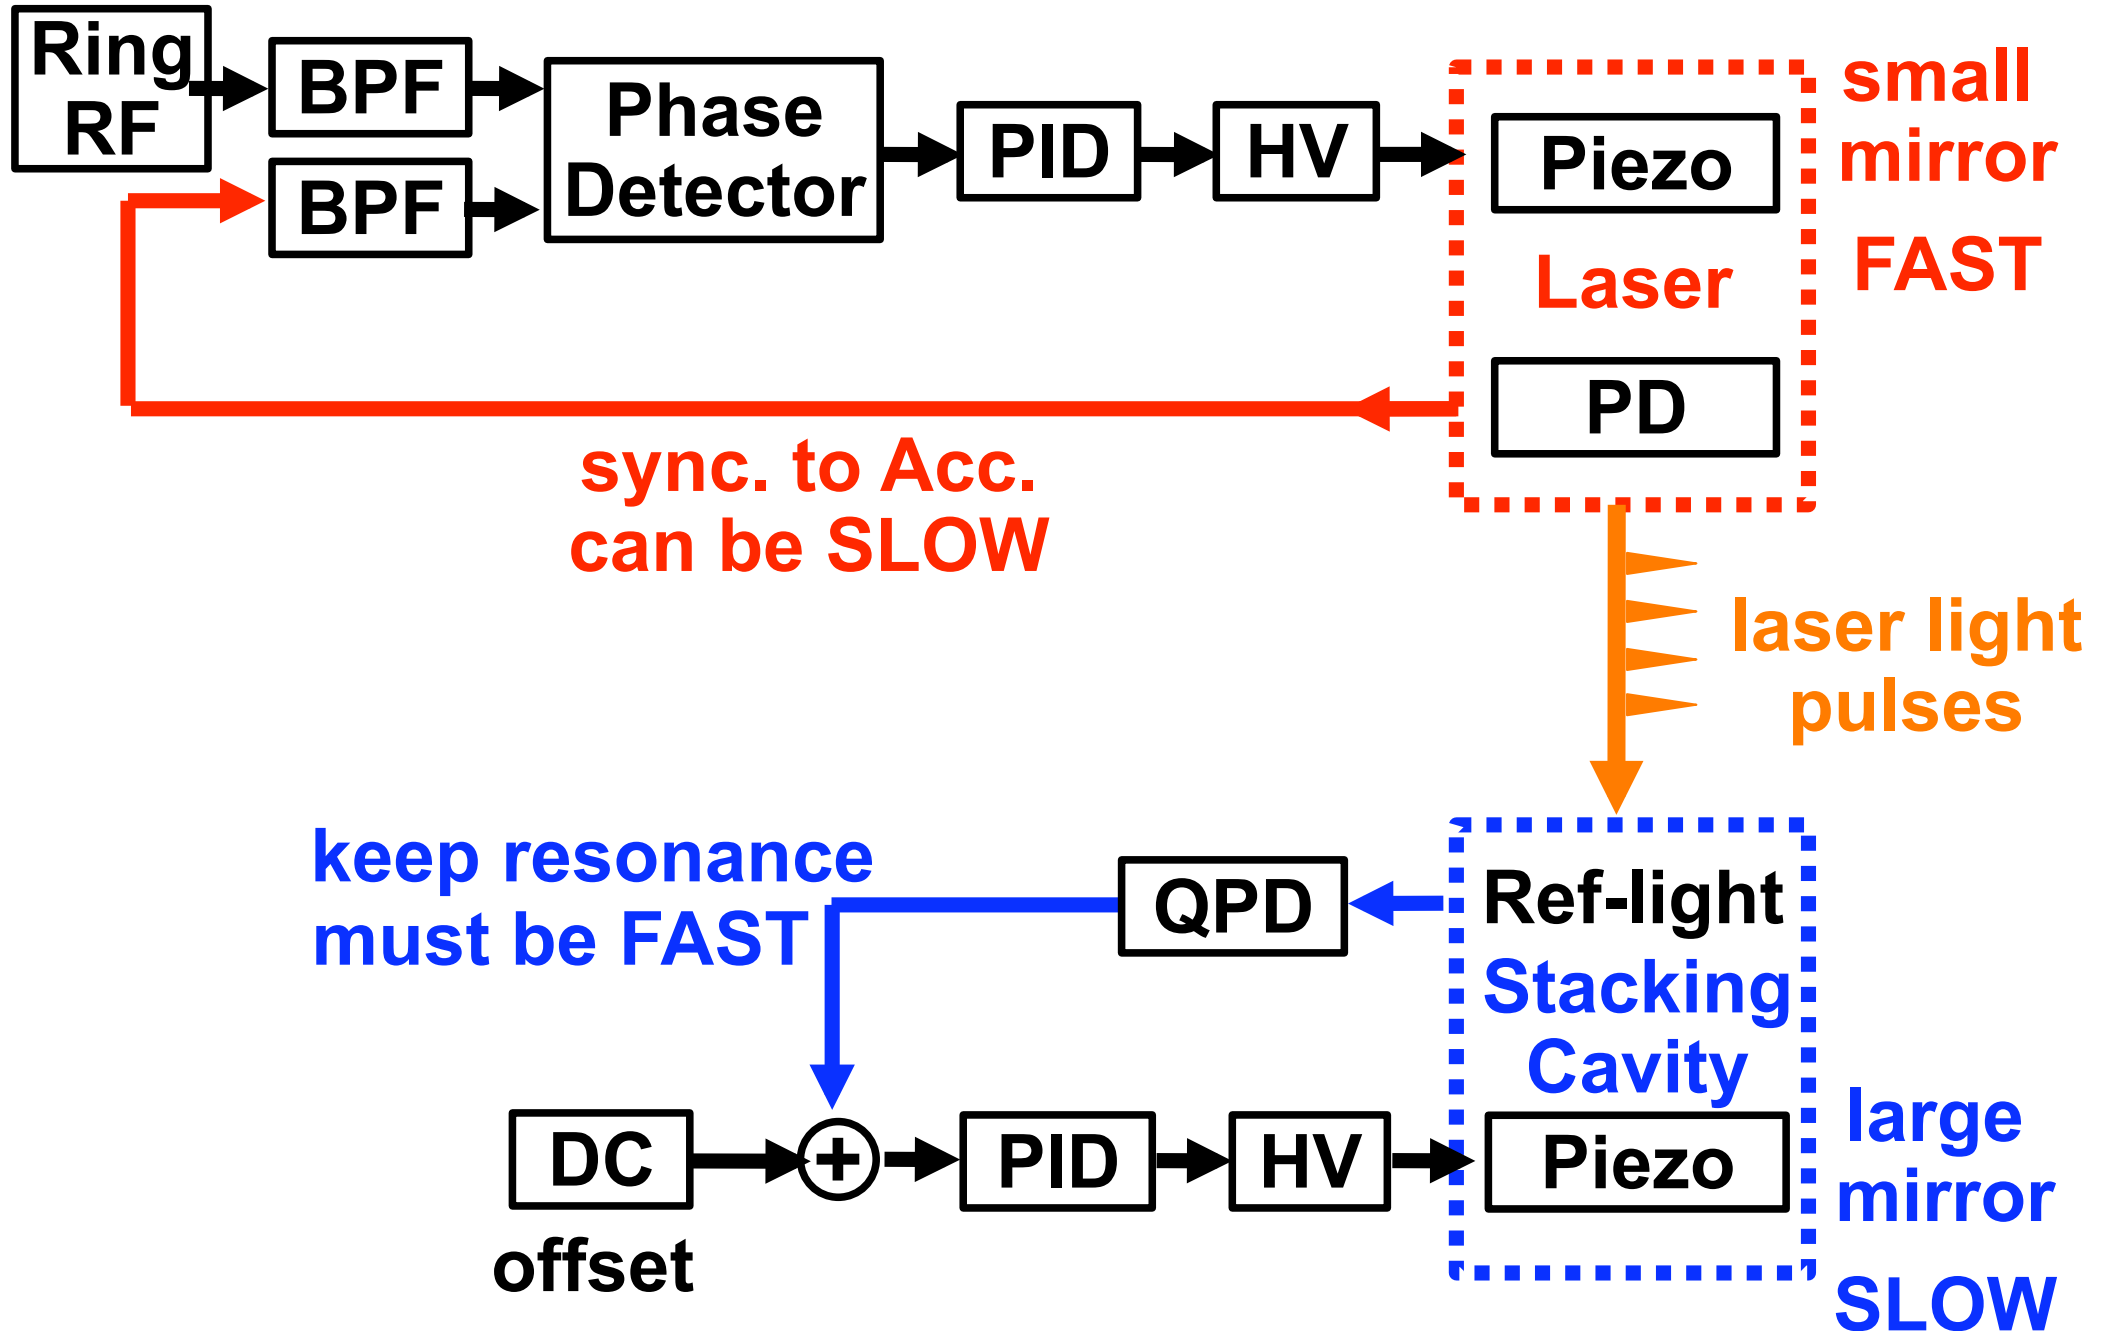 Ring
RF
BPF
BPF
Phase
Detector
PID
HV
Piezo
Laser
PD
small
mirror
FAST
sync. to Acc.
can be SLOW
laser light
pulses
keep resonance
must be FAST
QPD
Ref-light
Stacking
Cavity
Piezo
DC
offset
+
PID
HV
large
mirror
SLOW